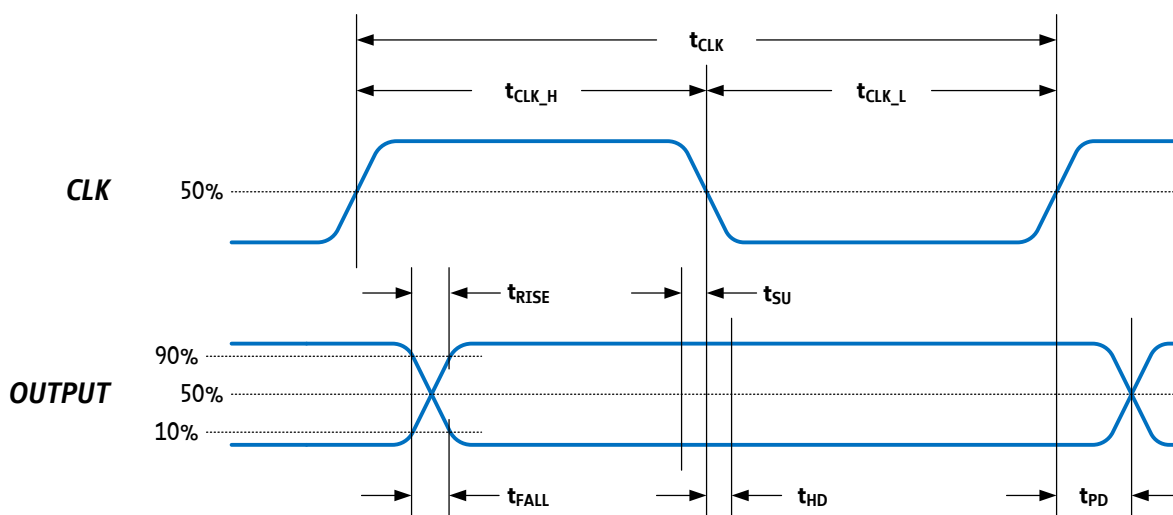 tCLK
tCLK_H
tCLK_L
CLK
50%
tRISE
tSU
90%
OUTPUT
50%
10%
tFALL
tHD
tPD